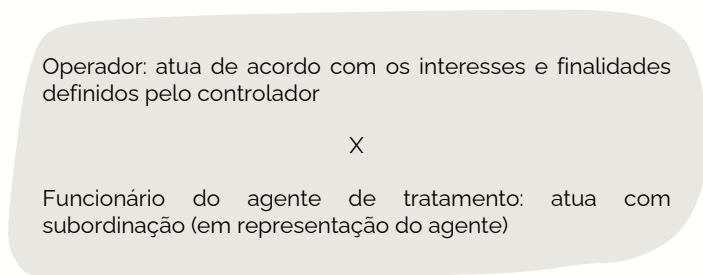 Operador: atua de acordo com os interesses e finalidades
definidos pelo controlador
X
Funcionário do agente de tratamento: atua com
subordinação (em representação do agente)